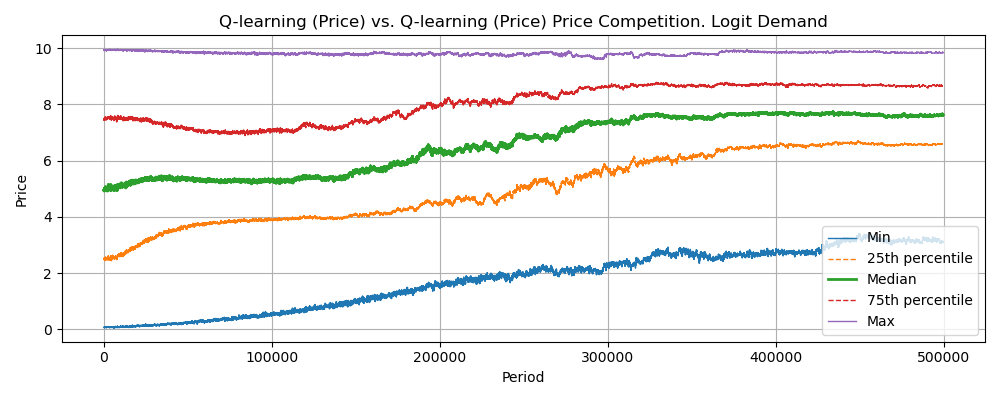 Q-learning (Price) vs. Q-learning (Price) Price Competition. Logit Demand
10
8
6
4
2
0
Price
Min
25th percentile
Median
75th percentile
Max
0
100000
200000
300000
400000
500000
Period